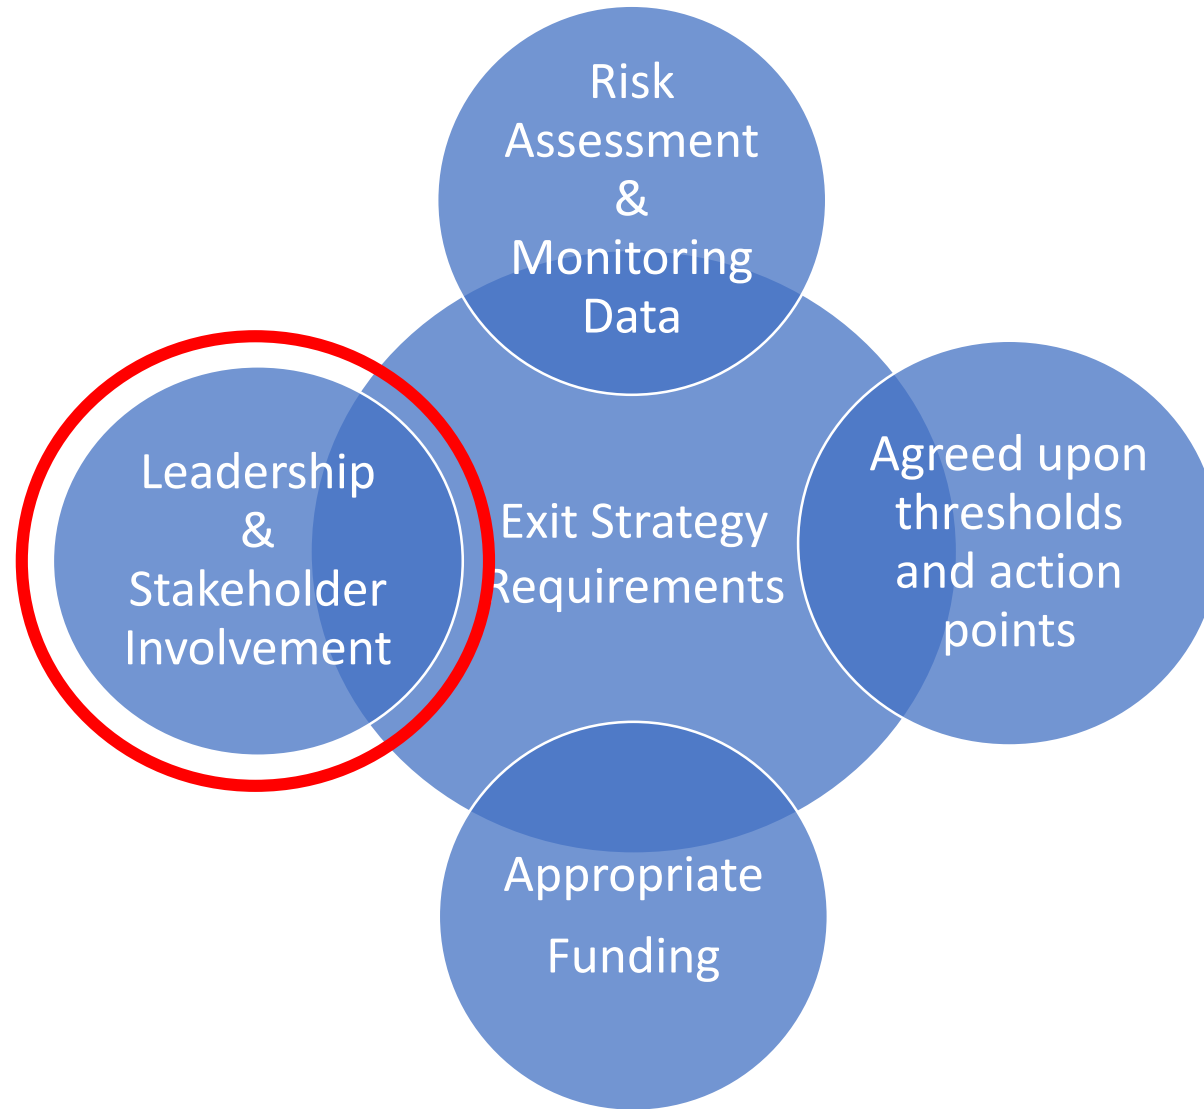 Risk
Assessment
&
Monitoring
Data
Leadership
&
Stakeholder
Involvement
Exit Strategy
Requirements
Agreed upon
thresholds
and action
points
Appropriate
Funding